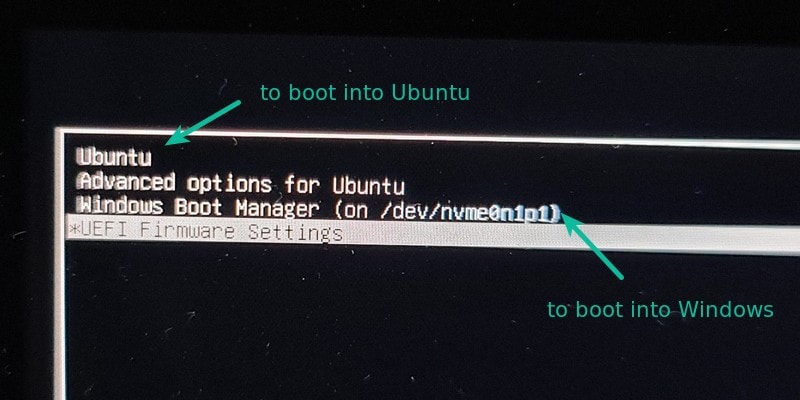 to boot into Ubuntu
Ubuntu
Advanced options for Ubuntu
Windows Boot Manager (on /dev/nvme0n1p1)
*UEFI Firmware Settings
to boot into Windows